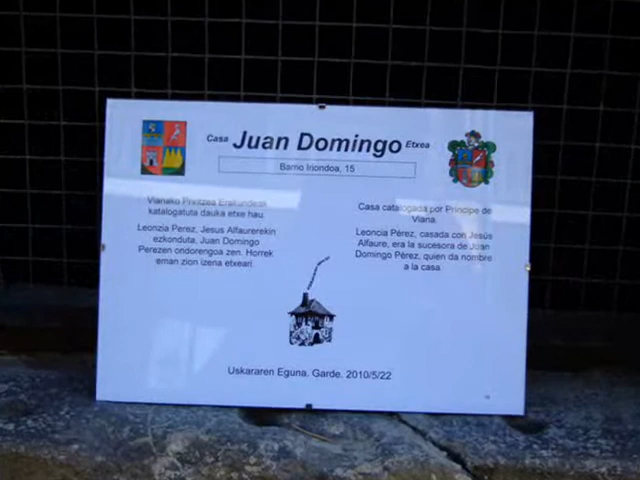 Casa Juan Domingo Etxea
Barrio Iriondoa, 15
Vianako Printzea Erakundeak
katalogatuta dauka etxe hau.
Leonzia Perez, Jesus Alfaurerekin
ezkonduta, Juan Domingo
Perezen ondorengoa zen. Horrek
eman zion izena etxeari.
Casa catalogada por Príncipe de
Viana.
Leoncia Pérez, casada con Jesús
Alfaure, era la sucesora de Juan
Domingo Pérez, quien da nombre
a la casa.
Uskararen Eguna. Garde. 2010/5/22